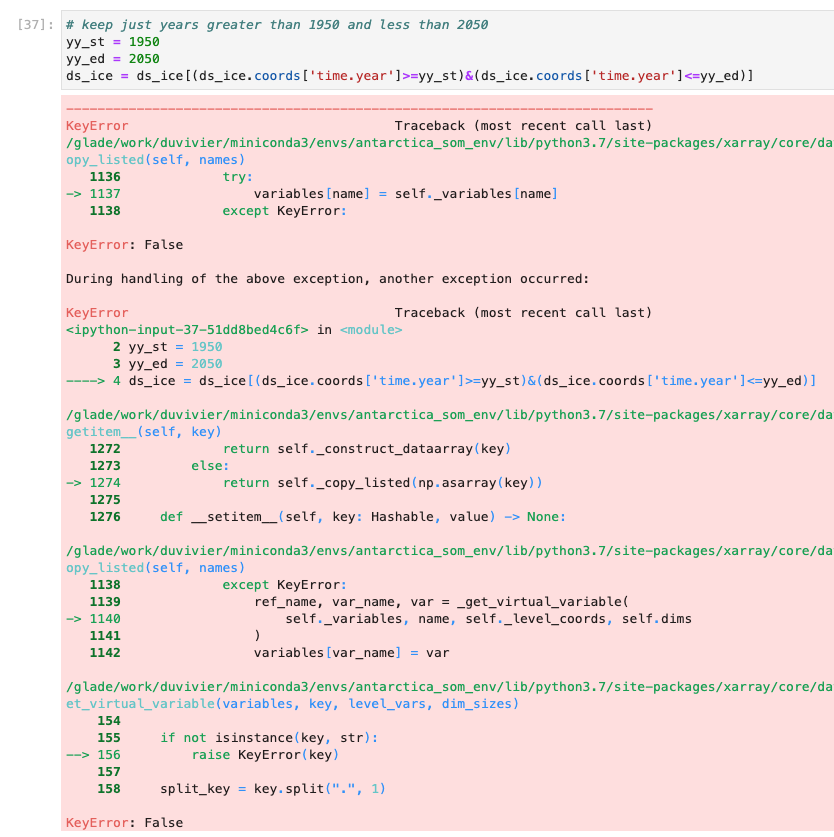 [37]: # keep just years greater than 1950 and less than 2050
yy_st = 1950
yy_ed = 2050
ds_ice = ds_ice[(ds_ice.coords['time.year']>=yy_st)&(ds_ice.coords['time.year']<=yy_ed)]
---------------------------------------------------------------------------
KeyError                                  Traceback (most recent call last)
/glade/work/duvivier/miniconda3/envs/antarctica_som_env/lib/python3.7/site-packages/xarray/core/da
opy_listed(self, names)
   1136             try:
-> 1137                 variables[name] = self._variables[name]
   1138             except KeyError:
KeyError: False
During handling of the above exception, another exception occurred:
KeyError                                  Traceback (most recent call last)
<ipython-input-37-51dd8bed4c6f> in <module>
      2 yy_st = 1950
      3 yy_ed = 2050
----> 4 ds_ice = ds_ice[(ds_ice.coords['time.year']>=yy_st)&(ds_ice.coords['time.year']<=yy_ed)]
/glade/work/duvivier/miniconda3/envs/antarctica_som_env/lib/python3.7/site-packages/xarray/core/da
getitem__(self, key)
   1272             return self._construct_dataarray(key)
   1273         else:
-> 1274             return self._copy_listed(np.asarray(key))
   1275
   1276     def __setitem__(self, key: Hashable, value) -> None:
/glade/work/duvivier/miniconda3/envs/antarctica_som_env/lib/python3.7/site-packages/xarray/core/da
opy_listed(self, names)
   1138             except KeyError:
   1139                 ref_name, var_name, var = _get_virtual_variable(
-> 1140                     self._variables, name, self._level_coords, self.dims
   1141                 )
   1142                 variables[var_name] = var
/glade/work/duvivier/miniconda3/envs/antarctica_som_env/lib/python3.7/site-packages/xarray/core/da
et_virtual_variable(variables, key, level_vars, dim_sizes)
    154
    155     if not isinstance(key, str):
--> 156         raise KeyError(key)
    157
    158     split_key = key.split(".", 1)
KeyError: False